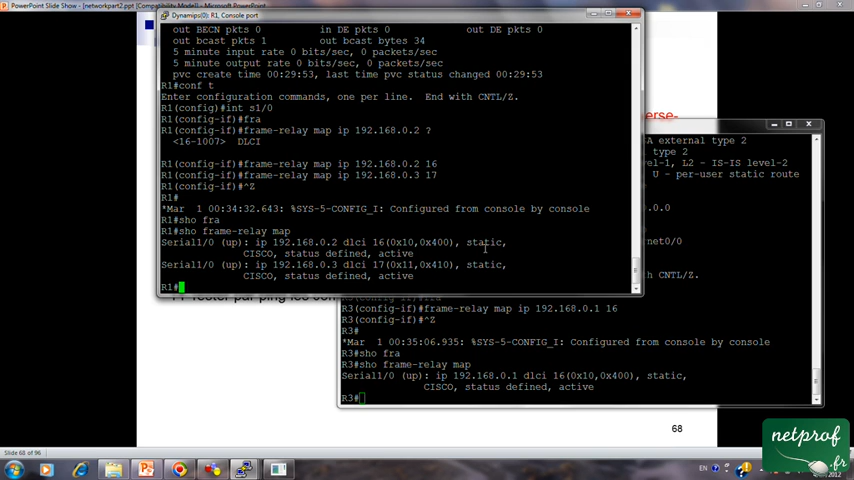 PowerPoint Slide Show - [networkpart2.ppt [Compatibility Mode] - Microsoft PowerPoint
Dynamips(0): R1, Console port
out BECN pkts 0 in DE pkts 0 out DE pkts 0
out bcast pkts 1 out bcast bytes 34
5 minute input rate 0 bits/sec, 0 packets/sec
5 minute output rate 0 bits/sec, 0 packets/sec
pvc create time 00:29:53, last time pvc status changed 00:29:53
R1#conf t
Enter configuration commands, one per line. End with CNTL/Z.
R1(config)#int s1/0
R1(config-if)#fra
R1(config-if)#frame-relay map ip 192.168.0.2 ?
<16-1007> DLCI
R1(config-if)#frame-relay map ip 192.168.0.2 16
R1(config-if)#frame-relay map ip 192.168.0.3 17
R1(config-if)#^Z
R1#
*Mar 1 00:34:32.643: %SYS-5-CONFIG_I: Configured from console by console
R1#sho fra
R1#sho frame-relay map
Serial1/0 (up): ip 192.168.0.2 dlci 16(0x10,0x400), static,
CISCO, status defined, active
Serial1/0 (up): ip 192.168.0.3 dlci 17(0x11,0x410), static,
CISCO, status defined, active
R1#
erse-
A external type 2
type 2
el-1, L2 - IS-IS level-2
U - per-user static route
.0.0
net0/0
h CNTL/Z.
R3(config-if)#frame-relay map ip 192.168.0.1 16
R3(config-if)#^Z
R3#
*Mar 1 00:35:06.935: %SYS-5-CONFIG_I: Configured from console by console
R3#sho fra
R3#sho frame-relay map
Serial1/0 (up): ip 192.168.0.1 dlci 16(0x10,0x400), static,
CISCO, status defined, active
R3#
68
netprof
.fr
Slide 68 of 96
EN